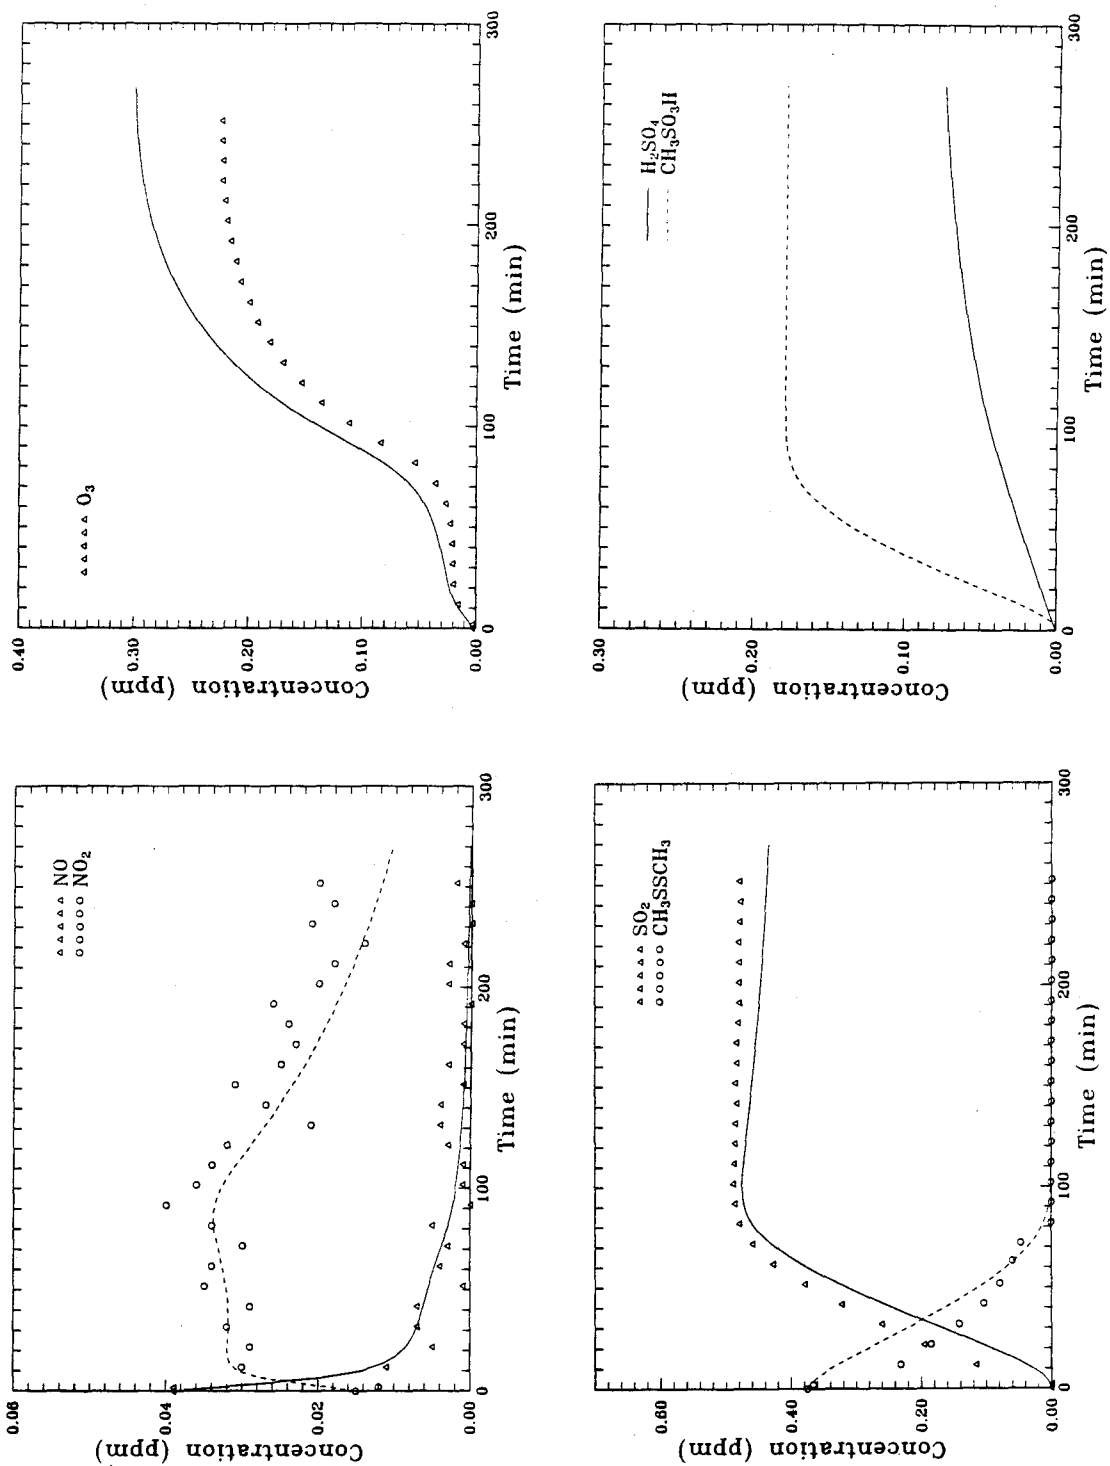 Concentration (ppm)
0.06
0.04
0.02
0.00
NO
NO₂
0
100
200
300
Time (min)
Concentration (ppm)
0.40
0.30
0.20
0.10
0.00
O₃
0
100
200
300
Time (min)
Concentration (ppm)
0.60
0.40
0.20
0.00
SO₂
CH₃SSCH₃
0
100
200
300
Time (min)
Concentration (ppm)
0.30
0.20
0.10
0.00
H₂SO₄
CH₃SO₃H
0
100
200
300
Time (min)